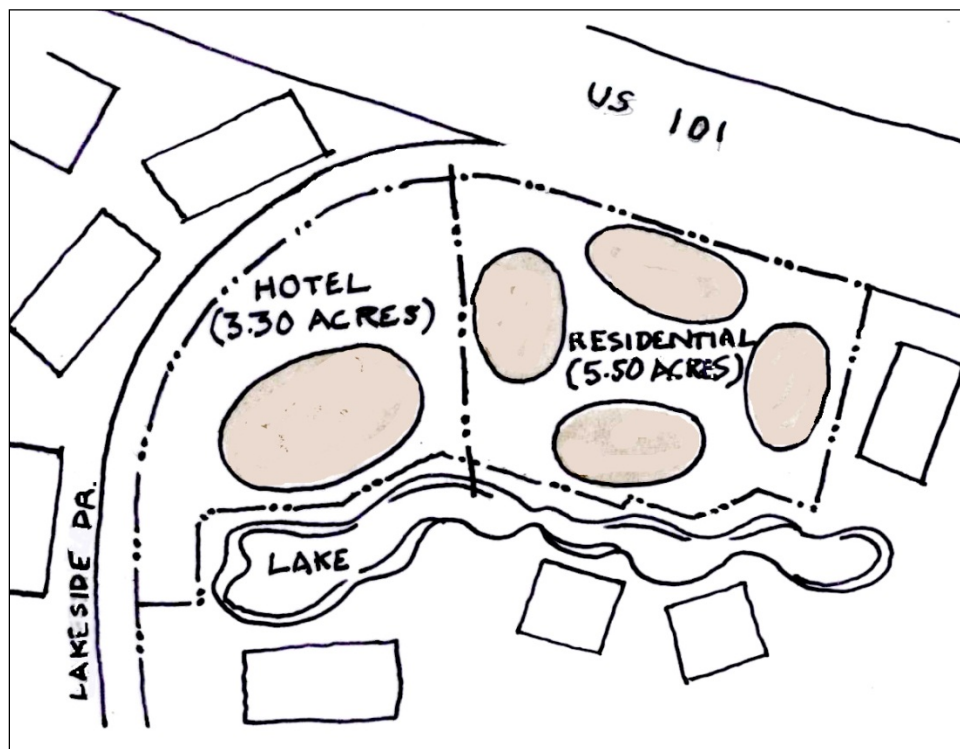 US 101
HOTEL
(3.30 ACRES)
RESIDENTIAL
(5.50 ACRES)
LAKE
LAKESIDE DR.